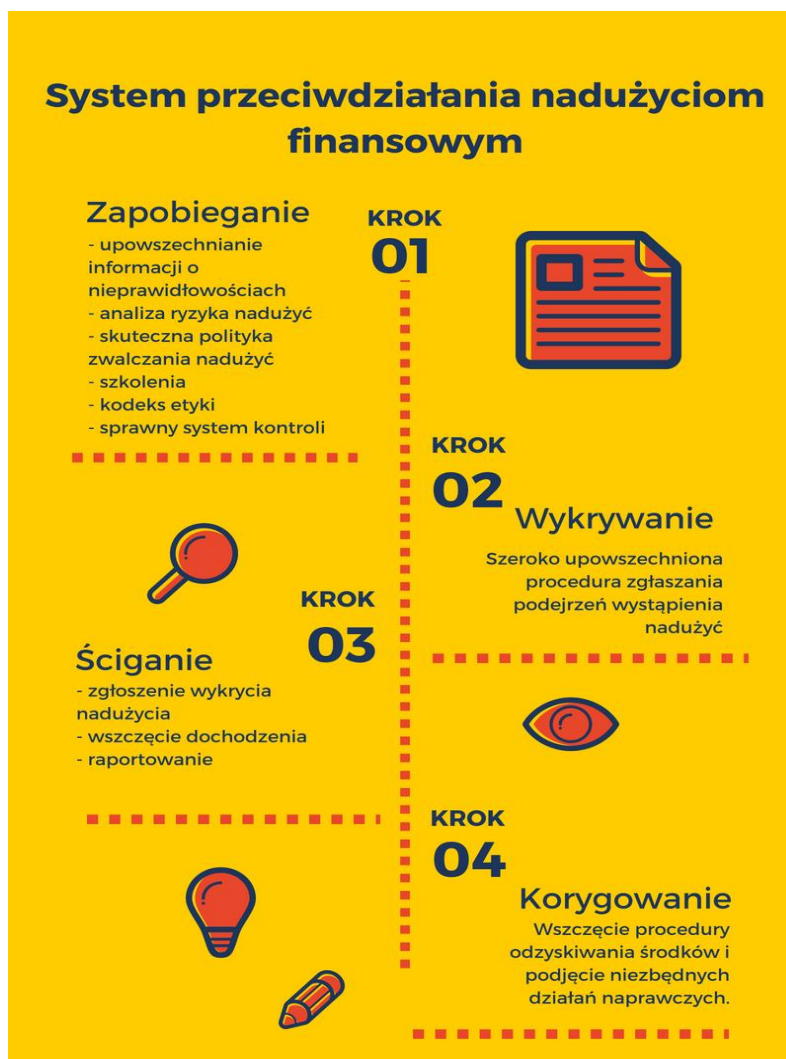 System przeciwdziałania nadużyciom
finansowym
KROK
01
Zapobieganie
- upowszechnianie
informacji o
nieprawidłowościach
- analiza ryzyka nadużyć
- skuteczna polityka
zwalczania nadużyć
- szkolenia
- kodeks etyki
- sprawny system kontroli
KROK
02
Wykrywanie
Szeroko upowszechniona
procedura zgłaszania
podejrzeń wystąpienia
nadużyć
KROK
03
Ściganie
- zgłoszenie wykrycia
nadużycia
- wszczęcie dochodzenia
- raportowanie
KROK
04
Korygowanie
Wszczęcie procedury
odzyskiwania środków i
podjęcie niezbędnych
działań naprawczych.